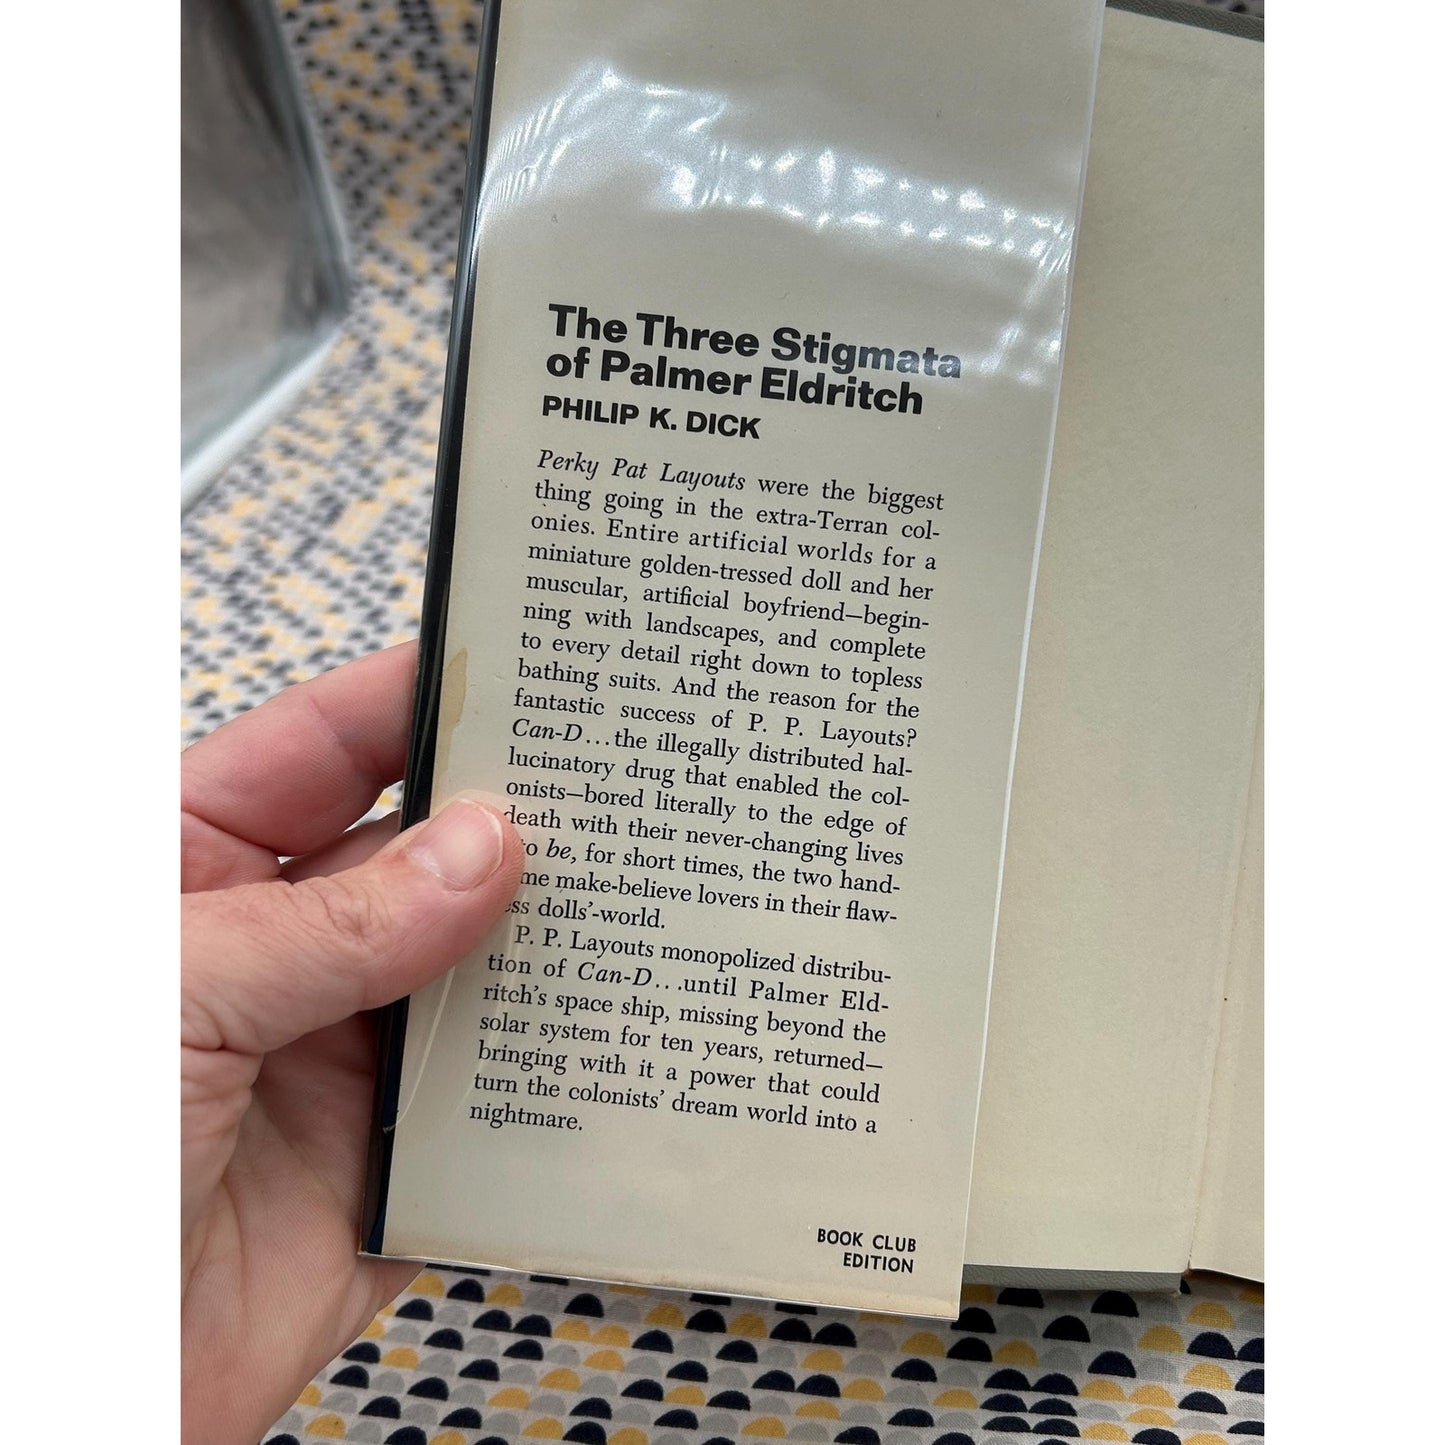 The Three Stigmata
of Palmer Eldritch
PHILIP K. DICK
Perky Pat Layouts were the biggest
thing going in the extra-Terran col-
onies. Entire artificial worlds for a
miniature golden-tressed doll and her
muscular, artificial boyfriend—begin-
ning with landscapes, and complete
to every detail right down to topless
bathing suits. And the reason for the
fantastic success of P. P. Layouts?
Can-D...the illegally distributed hal-
lucinatory drug that enabled the col-
onists—bored literally to the edge of
death with their never-changing lives
to be, for short times, the two hand-
me make-believe lovers in their flaw-
ss dolls'-world.
P. P. Layouts monopolized distribu-
tion of Can-D...until Palmer Eld-
ritch's space ship, missing beyond the
solar system for ten years, returned—
bringing with it a power that could
turn the colonists' dream world into a
nightmare.
BOOK CLUB
EDITION